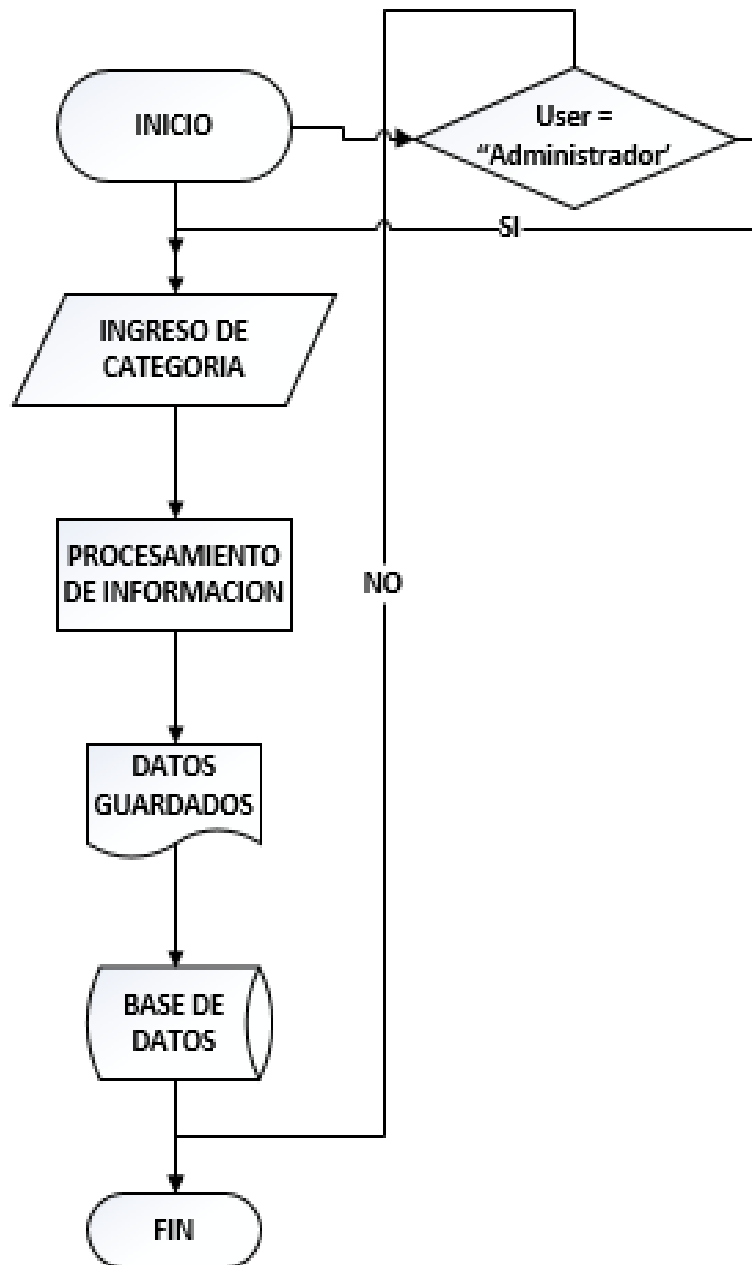 INICIO
User =
“Administrador’
SI
INGRESO DE
CATEGORIA
PROCESAMIENTO
DE INFORMACION
NO
DATOS
GUARDADOS
BASE DE
DATOS
FIN